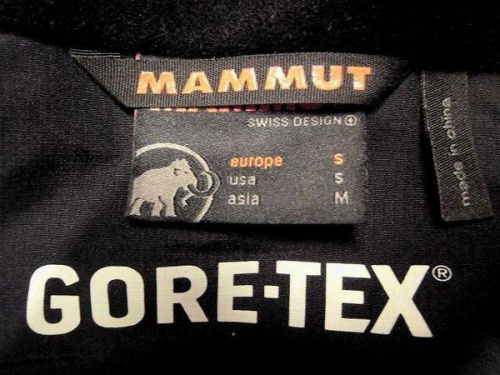 MAMMUT
SWISS DESIGN
europe S
usa S
asia M
made in china
GORE-TEX®